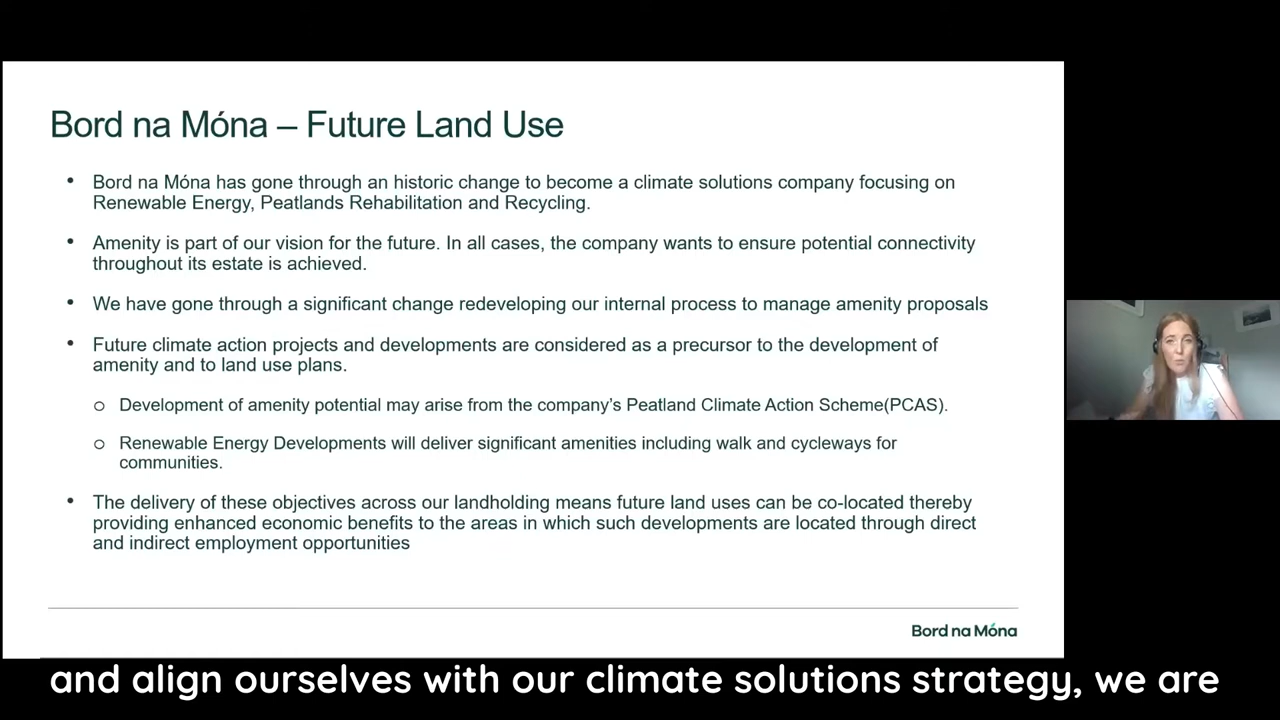 Bord na Móna – Future Land Use
• Bord na Móna has gone through an historic change to become a climate solutions company focusing on
Renewable Energy, Peatlands Rehabilitation and Recycling.
• Amenity is part of our vision for the future. In all cases, the company wants to ensure potential connectivity
throughout its estate is achieved.
• We have gone through a significant change redeveloping our internal process to manage amenity proposals
• Future climate action projects and developments are considered as a precursor to the development of
amenity and to land use plans.
o Development of amenity potential may arise from the company’s Peatland Climate Action Scheme(PCAS).
o Renewable Energy Developments will deliver significant amenities including walk and cycleways for
communities.
• The delivery of these objectives across our landholding means future land uses can be co-located thereby
providing enhanced economic benefits to the areas in which such developments are located through direct
and indirect employment opportunities
Bord na Móna
and align ourselves with our climate solutions strategy, we are